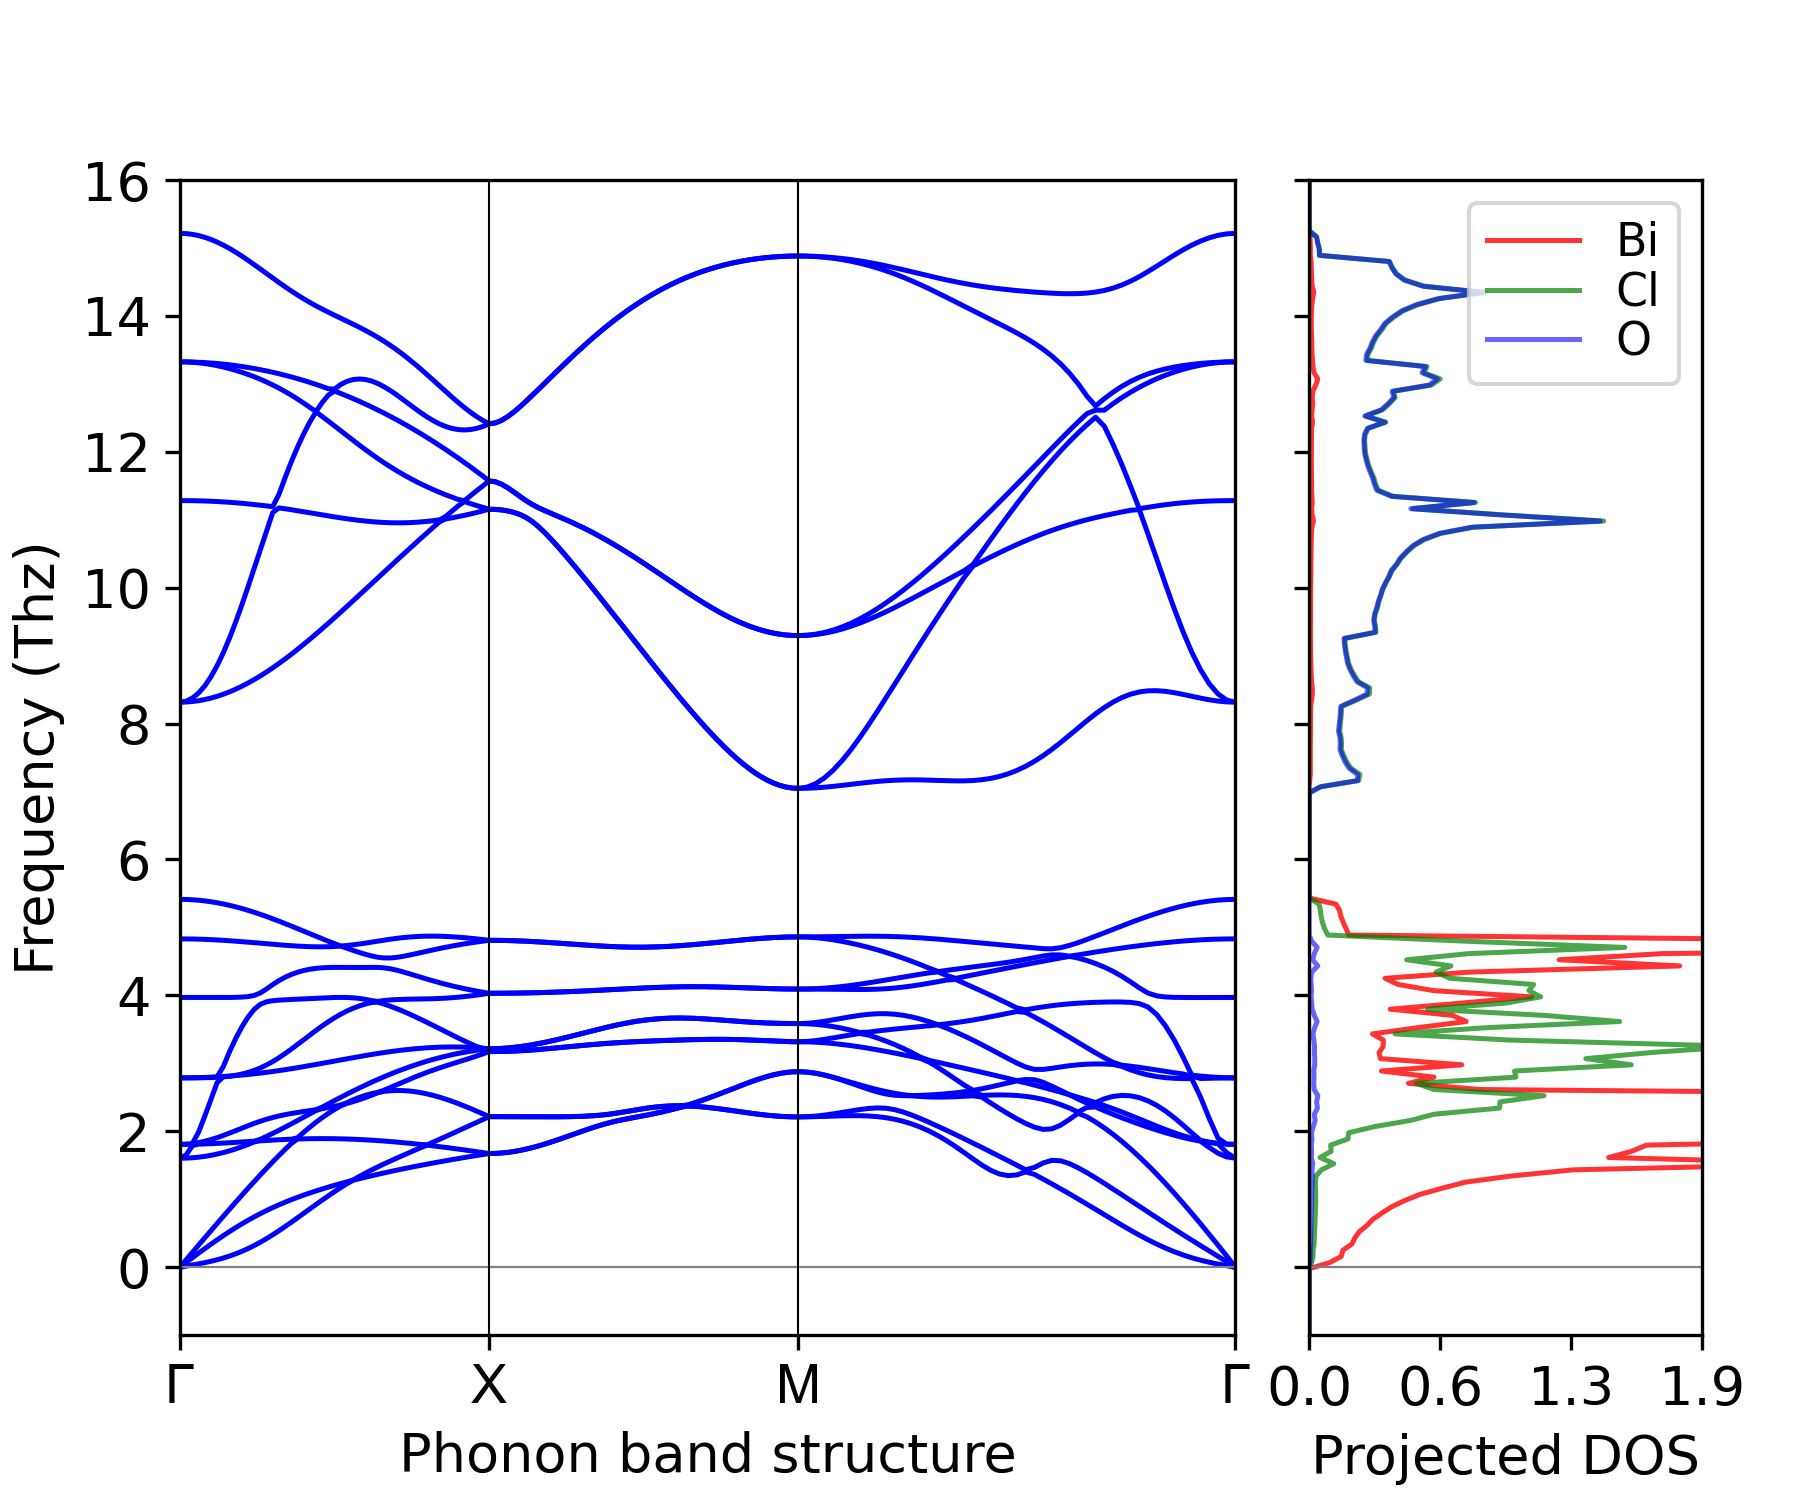 16
14
12
10
8
6
4
2
0
Frequency (Thz)
Γ X M Γ
Phonon band structure
Bi
Cl
O
0.0 0.6 1.3 1.9
Projected DOS